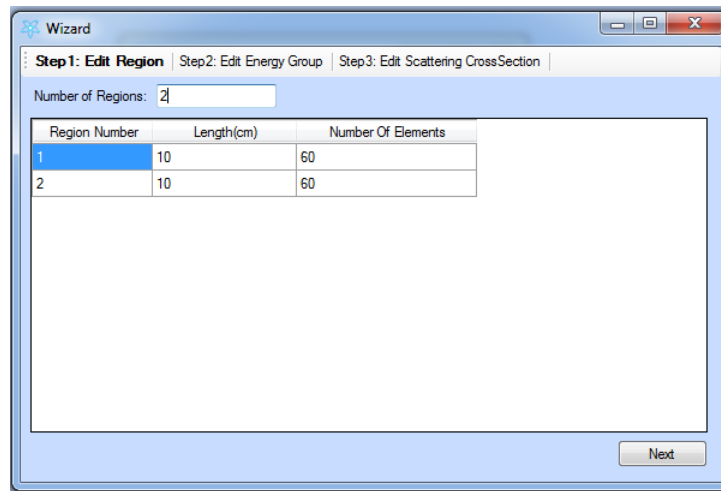 Wizard
Step1: Edit Region Step2: Edit Energy Group Step3: Edit Scattering CrossSection
Number of Regions: 2
Region Number Length(cm) Number Of Elements
1 10 60
2 10 60
Next